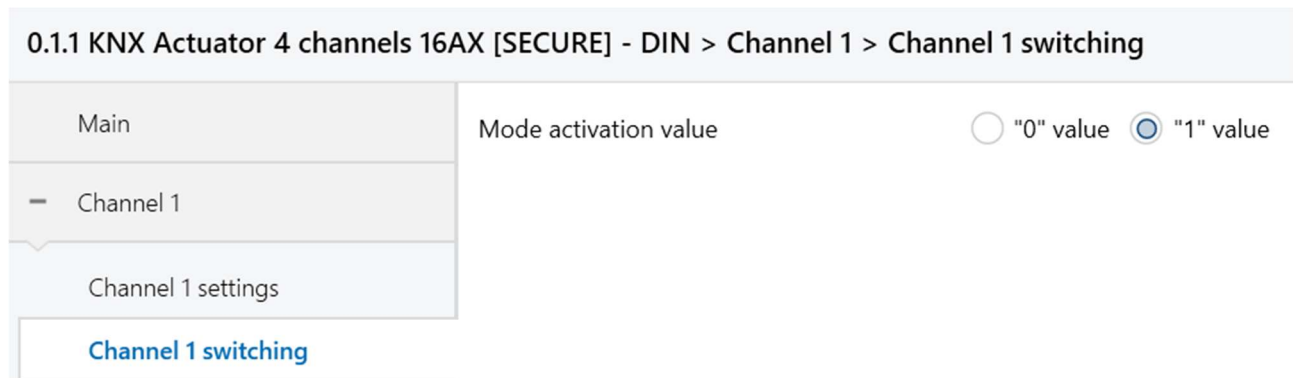 0.1.1 KNX Actuator 4 channels 16AX [SECURE] - DIN > Channel 1 > Channel 1 switching
Main
Mode activation value "0" value "1" value
Channel 1
Channel 1 settings
Channel 1 switching